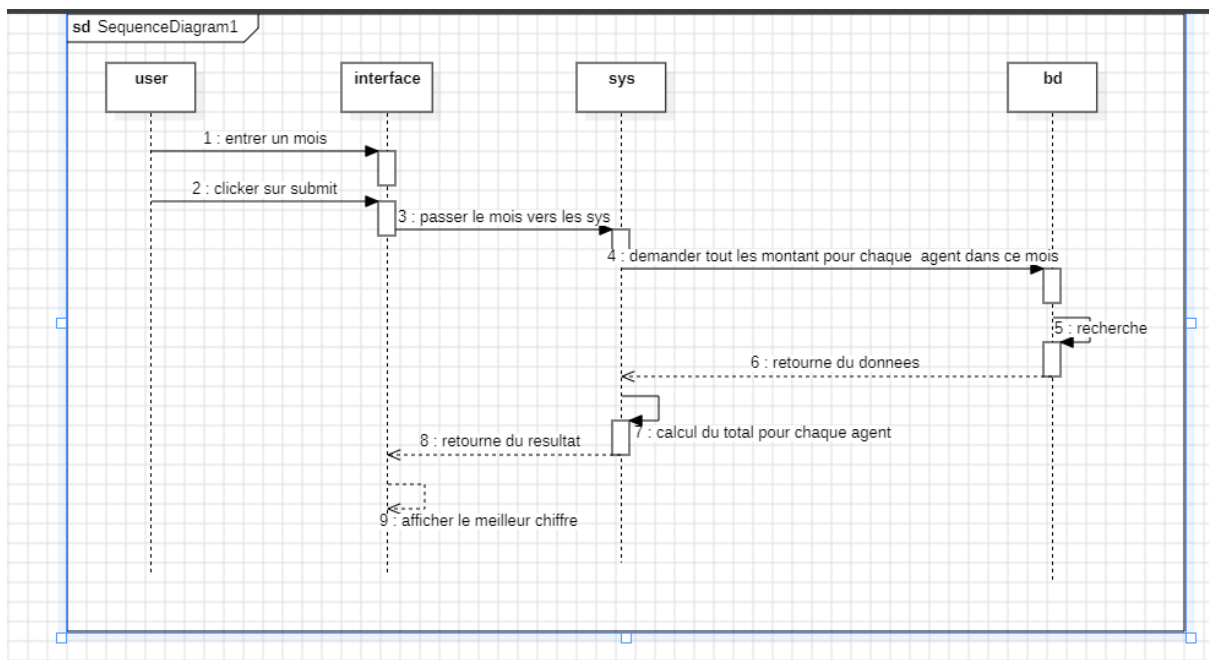 sd SequenceDiagram1
user
interface
sys
bd
1 : entrer un mois
2 : clicker sur submit
3 : passer le mois vers les sys
4 : demander tout les montant pour chaque agent dans ce mois
5 : recherche
6 : retourne du donnees
7 : calcul du total pour chaque agent
8 : retourne du resultat
9 : afficher le meilleur chiffre